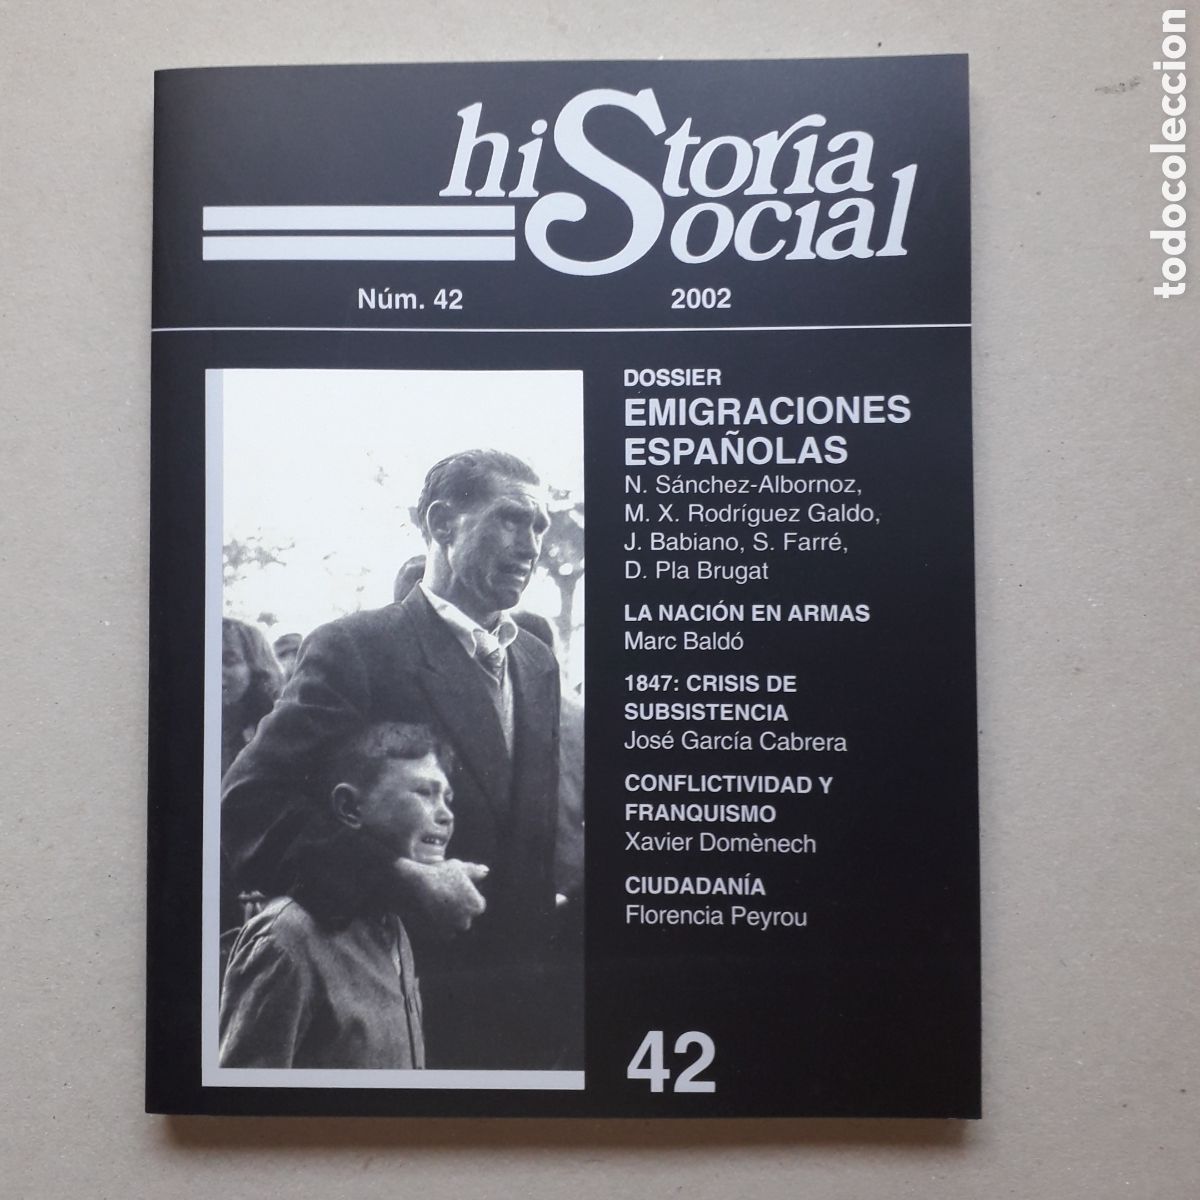 hiStoria
Social
Núm. 42 2002
DOSSIER
EMIGRACIONES
ESPAÑOLAS
N. Sánchez-Albornoz,
M. X. Rodríguez Galdo,
J. Babiano, S. Farré,
D. Pla Brugat
LA NACIÓN EN ARMAS
Marc Baldó
1847: CRISIS DE
SUBSISTENCIA
José García Cabrera
CONFLICTIVIDAD Y
FRANQUISMO
Xavier Domènech
CIUDADANÍA
Florencia Peyrou
42
todocoleccion